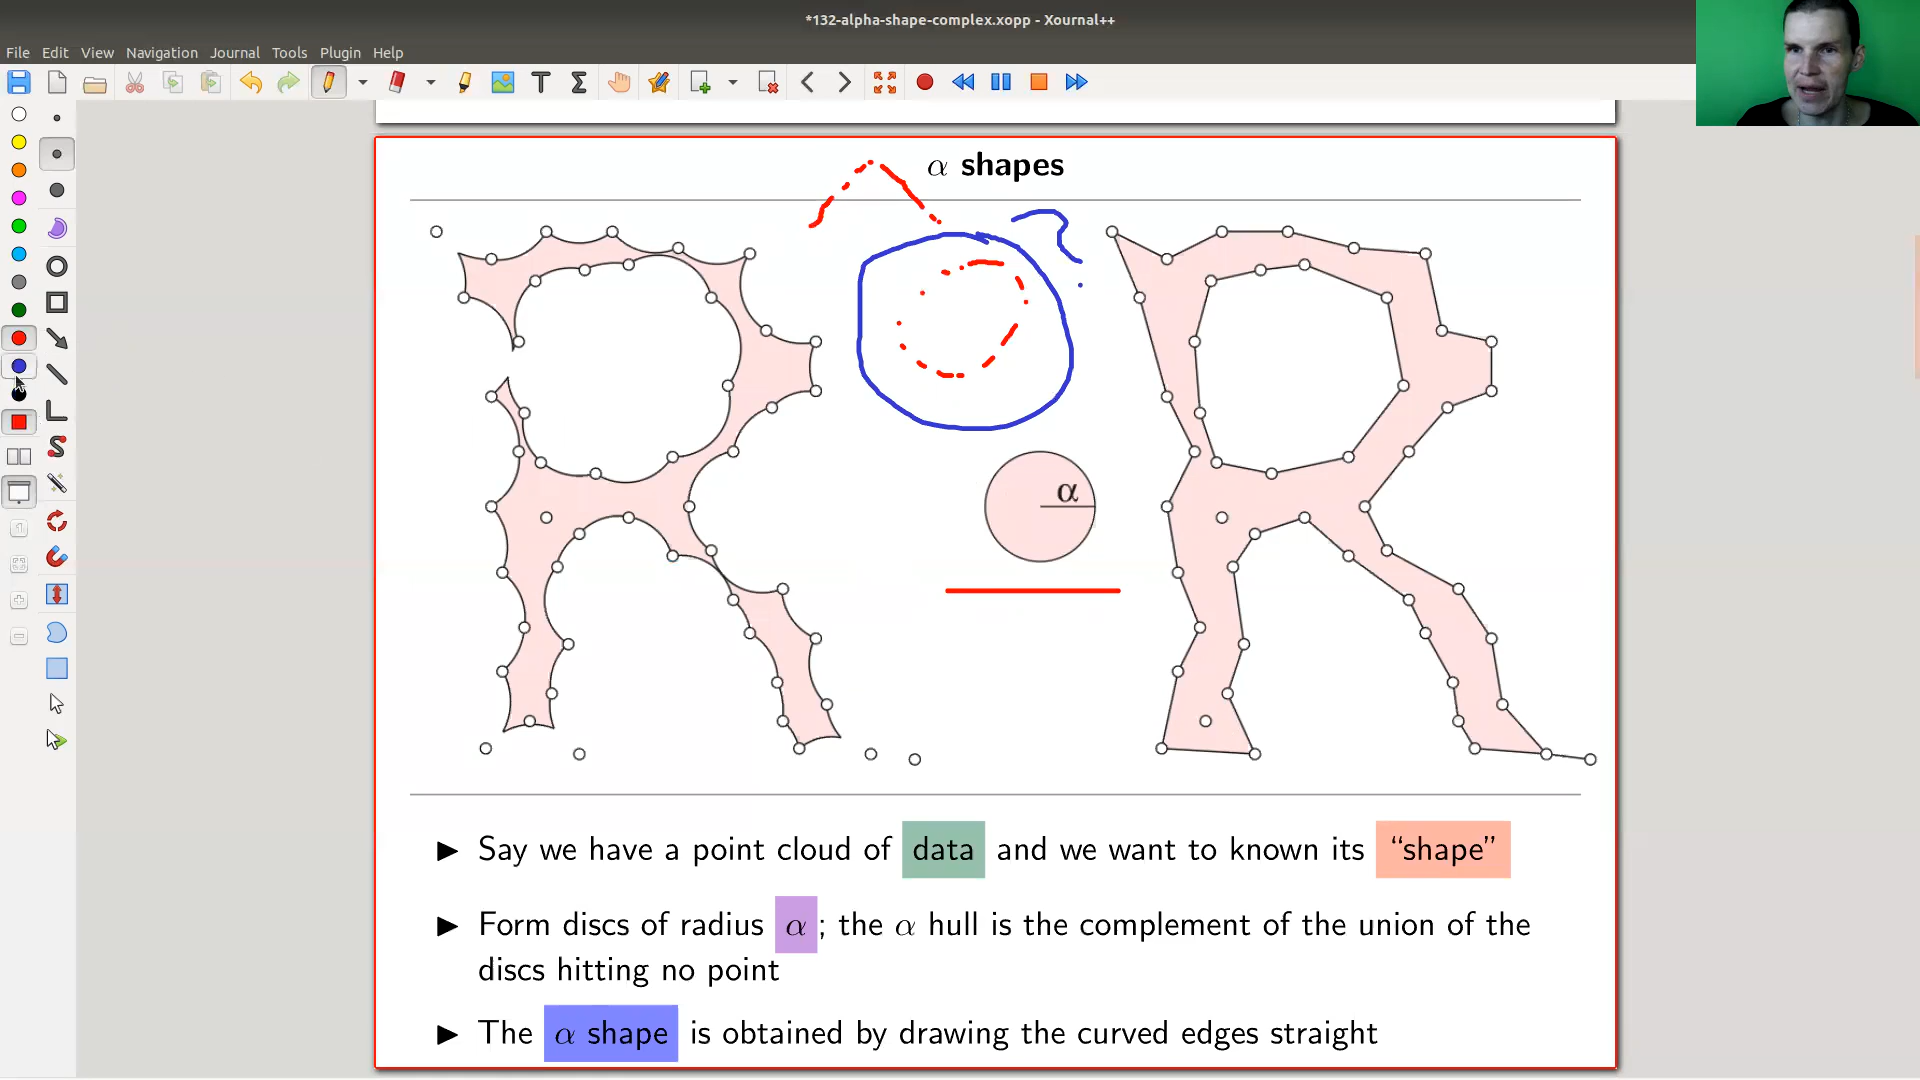 *132-alpha-shape-complex.xopp - Xournal++
File Edit View Navigation Journal Tools Plugin Help
α shapes
α
▶ Say we have a point cloud of data and we want to known its “shape”
▶ Form discs of radius α; the α hull is the complement of the union of the
discs hitting no point
▶ The α shape is obtained by drawing the curved edges straight